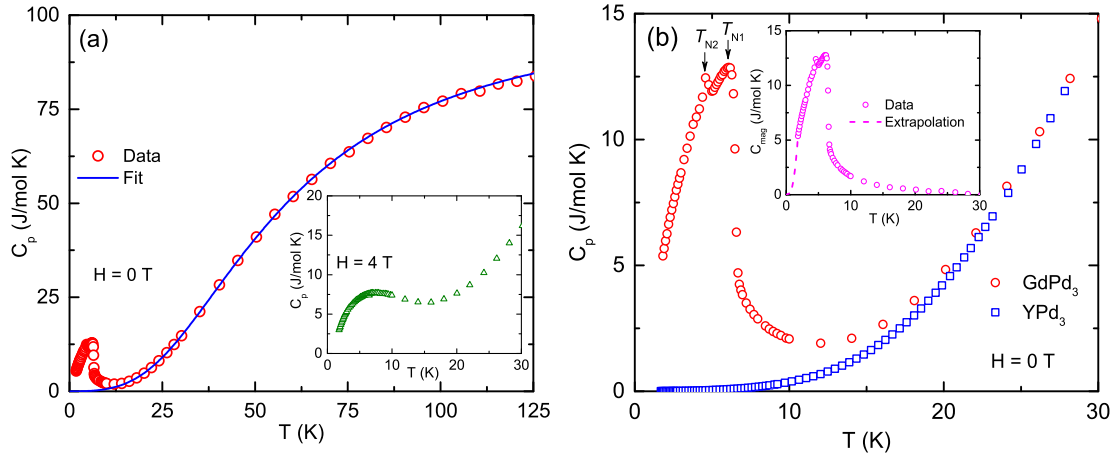 (a)
100
75
50
25
0
C_p (J/mol K)
Data
Fit
H = 0 T
0 25 50 75 100 125
T (K)
20
15
10
5
0
C_p (J/mol K)
H = 4 T
0 10 20 30
T (K)
(b)
15
10
5
0
C_p (J/mol K)
T_N2
T_N1
15
10
5
0
C_mag (J/mol K)
Data
Extrapolation
0 10 20 30
T (K)
GdPd_3
YPd_3
H = 0 T
0 10 20 30
T (K)